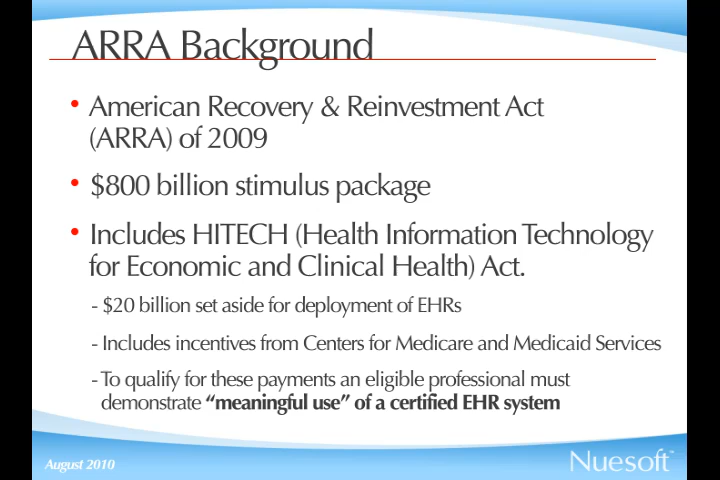 ARRA Background
• American Recovery & Reinvestment Act
(ARRA) of 2009
• $800 billion stimulus package
• Includes HITECH (Health Information Technology
for Economic and Clinical Health) Act.
- $20 billion set aside for deployment of EHRs
- Includes incentives from Centers for Medicare and Medicaid Services
- To qualify for these payments an eligible professional must
demonstrate “meaningful use” of a certified EHR system
August 2010
Nuesoft™